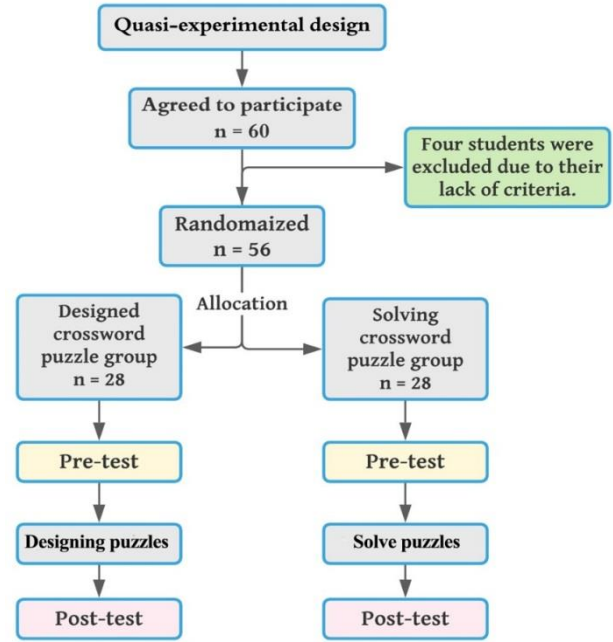 Quasi-experimental design
Agreed to participate
n = 60
Four students were
excluded due to their
lack of criteria.
Randomaized
n = 56
Allocation
Designed
crossword
puzzle group
n = 28
Solving
crossword
puzzle group
n = 28
Pre-test
Pre-test
Designing puzzles
Solve puzzles
Post-test
Post-test